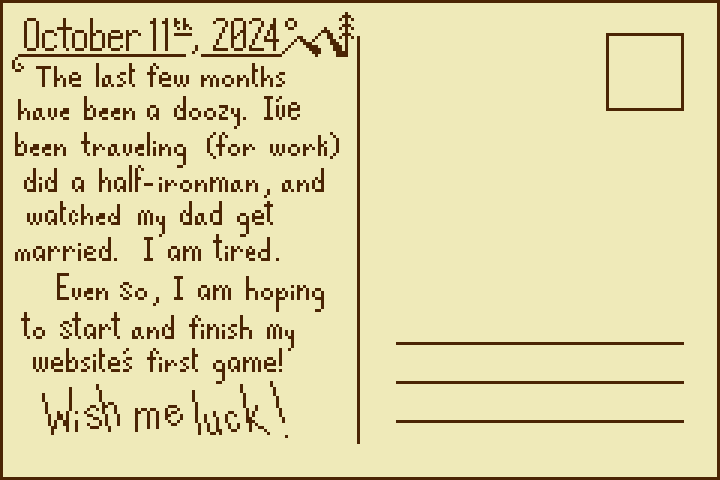 October 11th, 2024
The last few months
have been a doozy. I've
been traveling (for work)
did a half-ironman, and
watched my dad get
married. I am tired.
Even so, I am hoping
to start and finish my
website's first game!
Wish me luck!